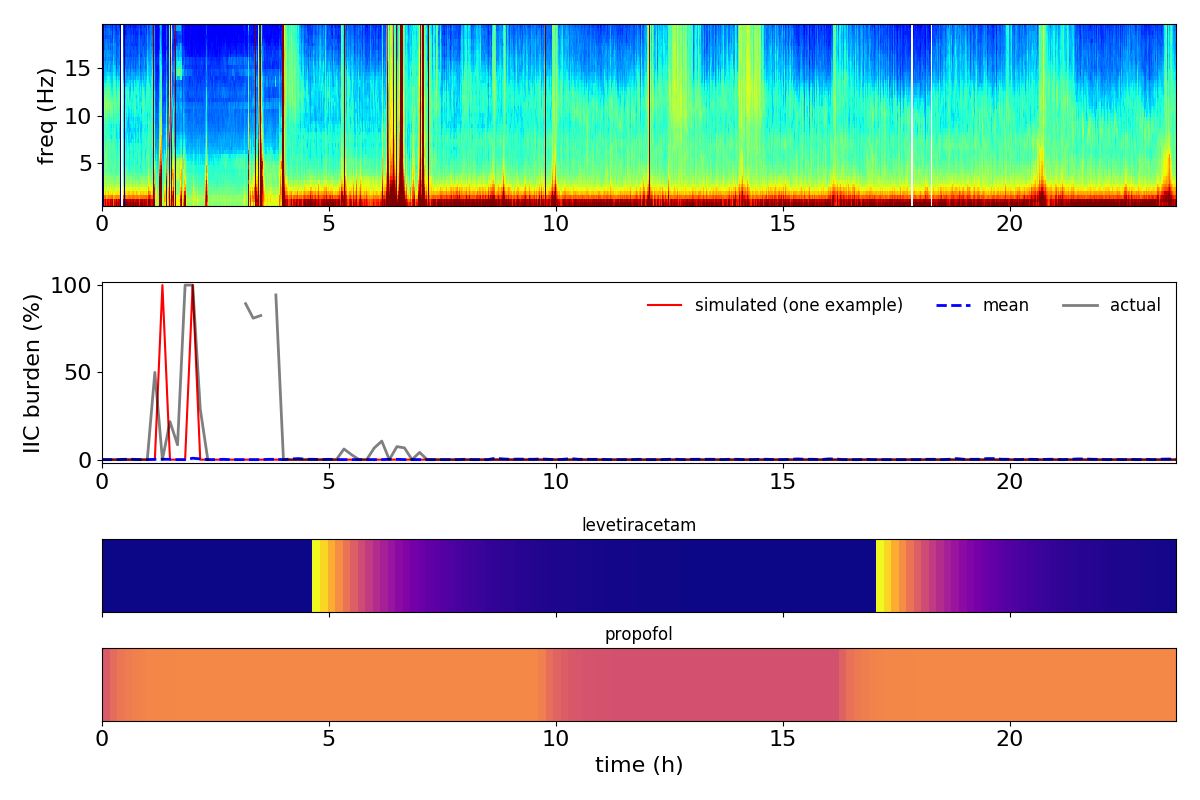 freq (Hz)
15
10
5
0 5 10 15 20
IIC burden (%)
100
50
0
simulated (one example) mean actual
0 5 10 15 20
levetiracetam
propofol
0 5 10 15 20
time (h)